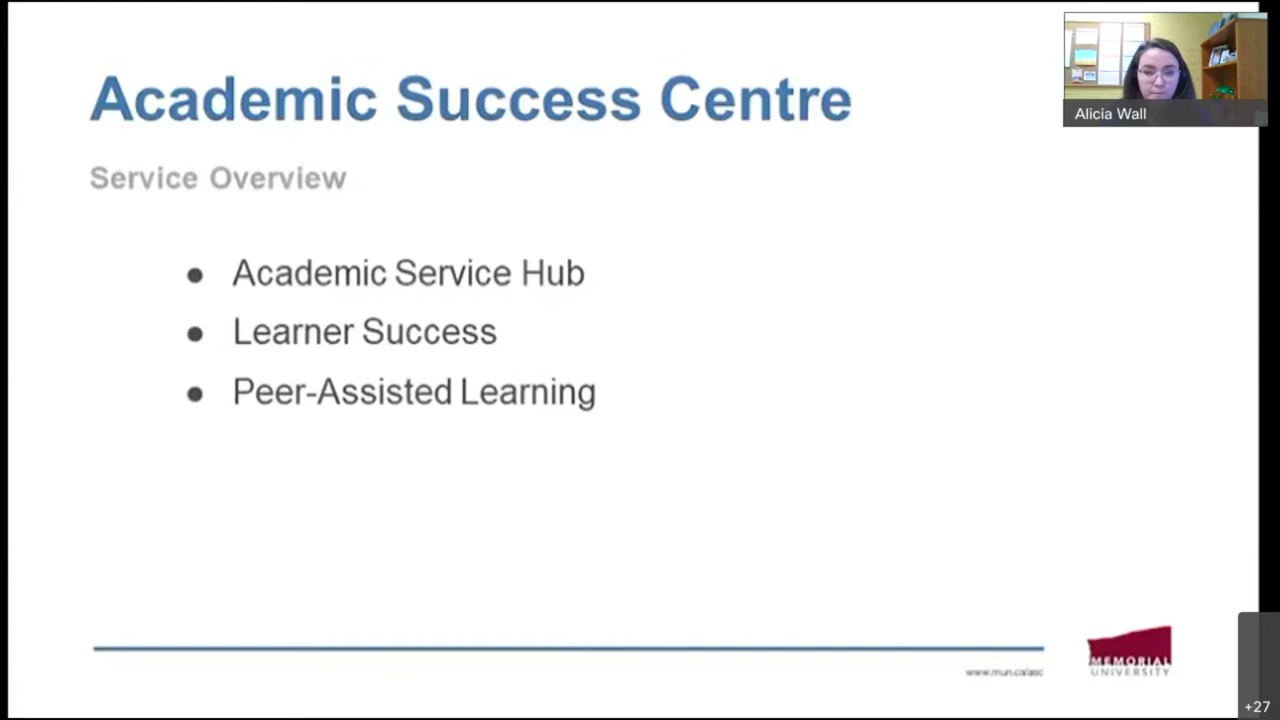 Academic Success Centre
Alicia Wall
Service Overview
● Academic Service Hub
● Learner Success
● Peer-Assisted Learning
www.mun.ca/asc
MEMORIAL
UNIVERSITY
+27